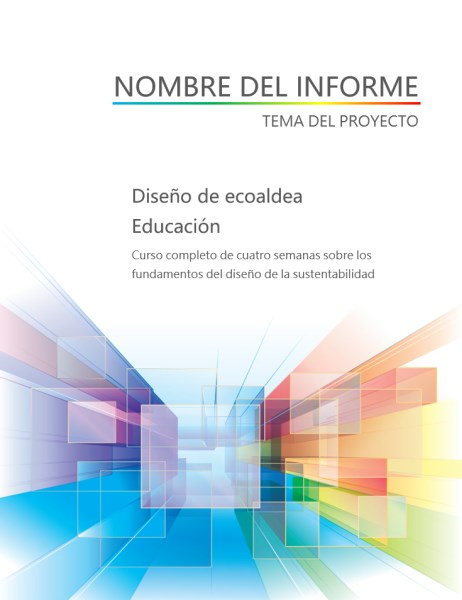 NOMBRE DEL INFORME
TEMA DEL PROYECTO
Diseño de ecoaldea
Educación
Curso completo de cuatro semanas sobre los
fundamentos del diseño de la sustentabilidad